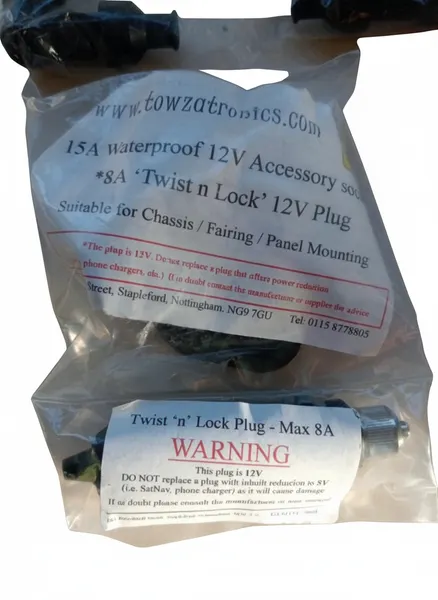 www.towzatronics.com
15A Waterproof 12V Accessory soc
*8A 'Twist n Lock' 12V Plug
Suitable for Chassis / Fairing / Panel Mounting
*The plug is 12V. Do not replace a plug that offers power reduction
phone chargers, etc.) If in doubt contact the manufacturer or supplier for advice
Street, Stapleford, Nottingham. NG9 7GU Tel: 0115 8778805
Twist 'n' Lock Plug - Max 8A
WARNING
This plug is 12V
DO NOT replace a plug with inbuilt reduction to 8V
(i.e. SatNav, phone charger) as it will cause damage
If in doubt please consult the manufacturer